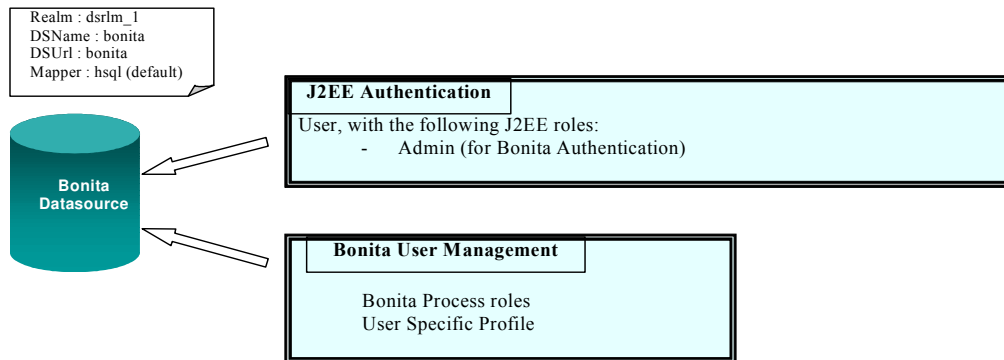 Realm : dsrlm_1
DSName : bonita
DSUrl : bonita
Mapper : hsql (default)
J2EE Authentication
User, with the following J2EE roles:
- Admin (for Bonita Authentication)
Bonita
Datasource
Bonita User Management
Bonita Process roles
User Specific Profile